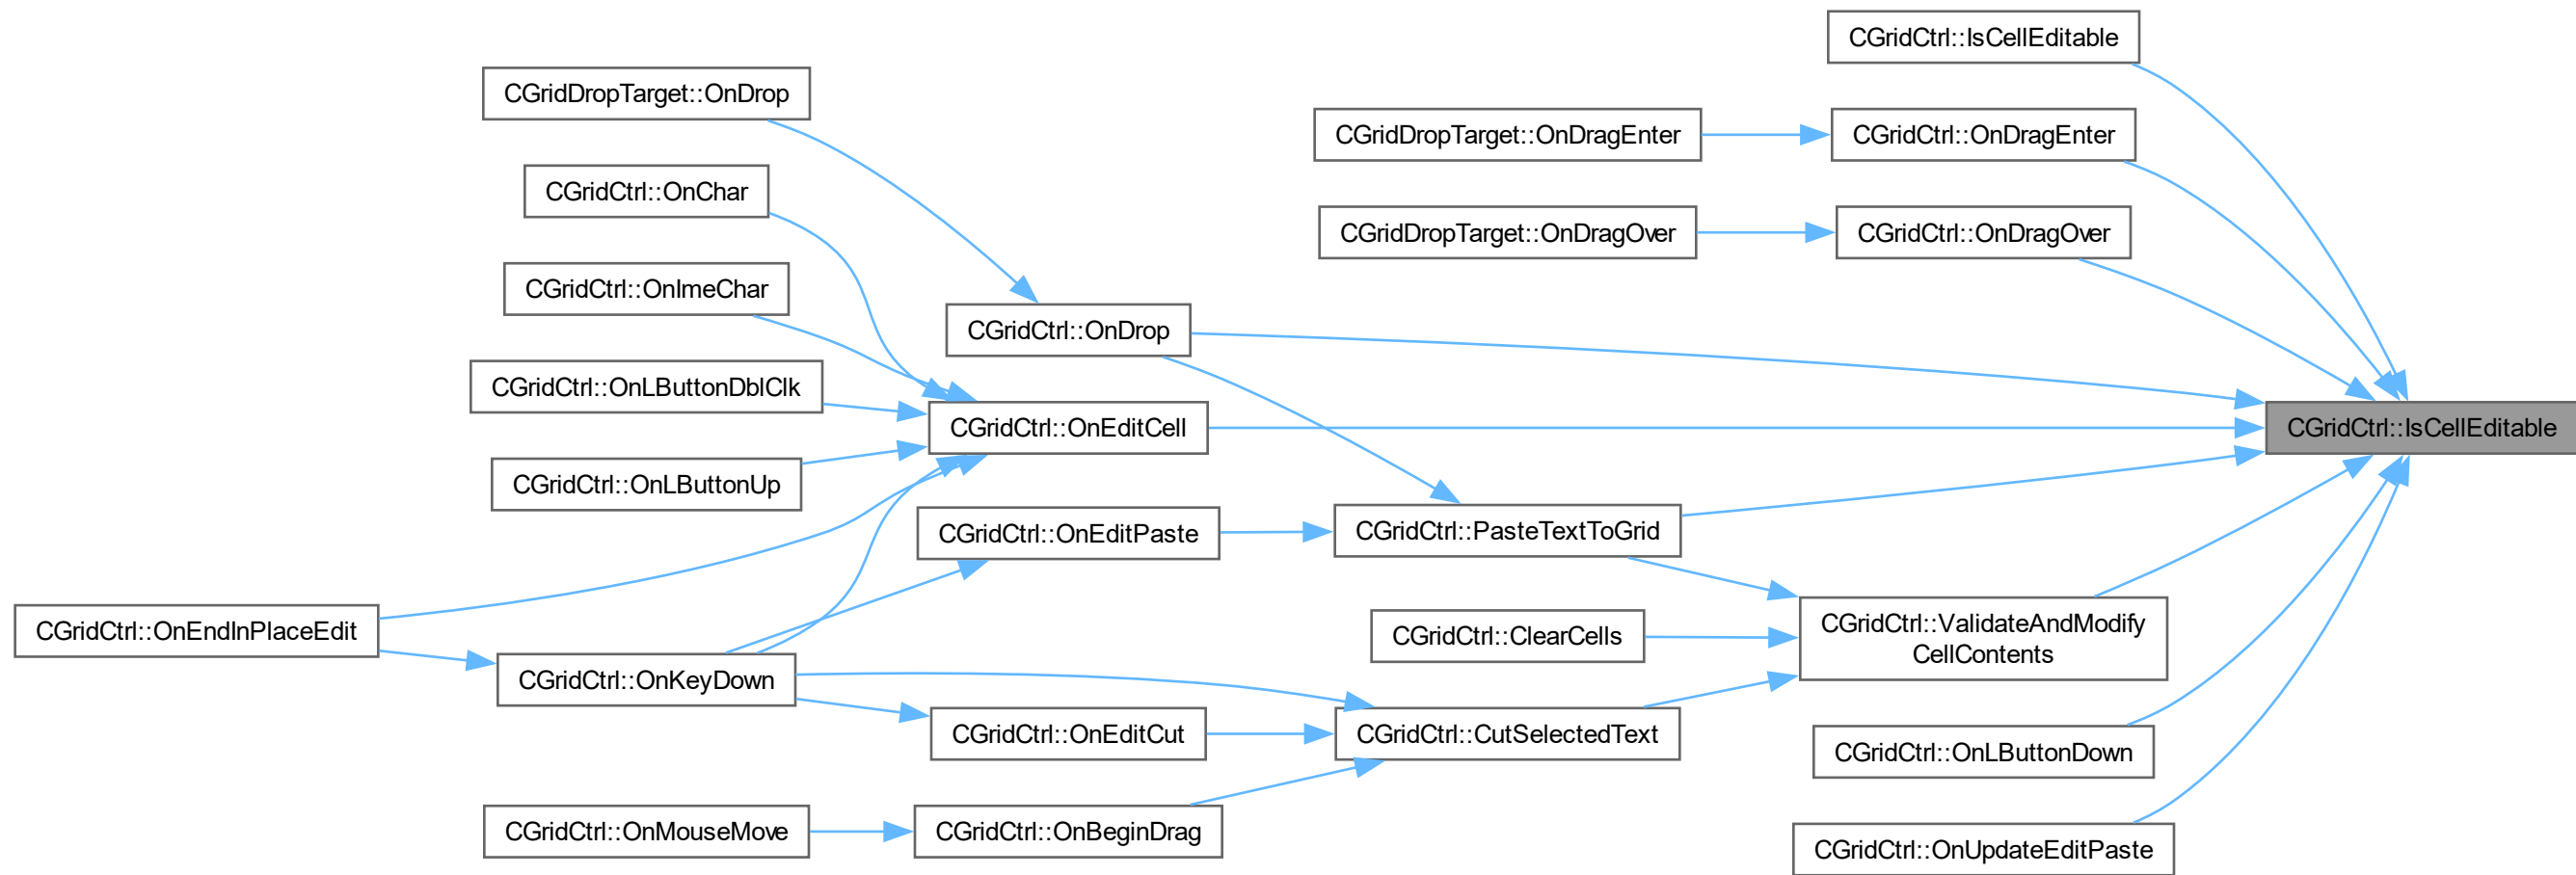 CGridCtrl::IsCellEditable
CGridDropTarget::OnDrop
CGridDropTarget::OnDragEnter
CGridCtrl::OnDragEnter
CGridCtrl::OnChar
CGridDropTarget::OnDragOver
CGridCtrl::OnDragOver
CGridCtrl::OnImeChar
CGridCtrl::OnDrop
CGridCtrl::OnLButtonDblClk
CGridCtrl::OnEditCell
CGridCtrl::IsCellEditable
CGridCtrl::OnLButtonUp
CGridCtrl::OnEditPaste
CGridCtrl::PasteTextToGrid
CGridCtrl::OnEndInPlaceEdit
CGridCtrl::ClearCells
CGridCtrl::ValidateAndModify
CellContents
CGridCtrl::OnKeyDown
CGridCtrl::OnEditCut
CGridCtrl::CutSelectedText
CGridCtrl::OnLButtonDown
CGridCtrl::OnMouseMove
CGridCtrl::OnBeginDrag
CGridCtrl::OnUpdateEditPaste